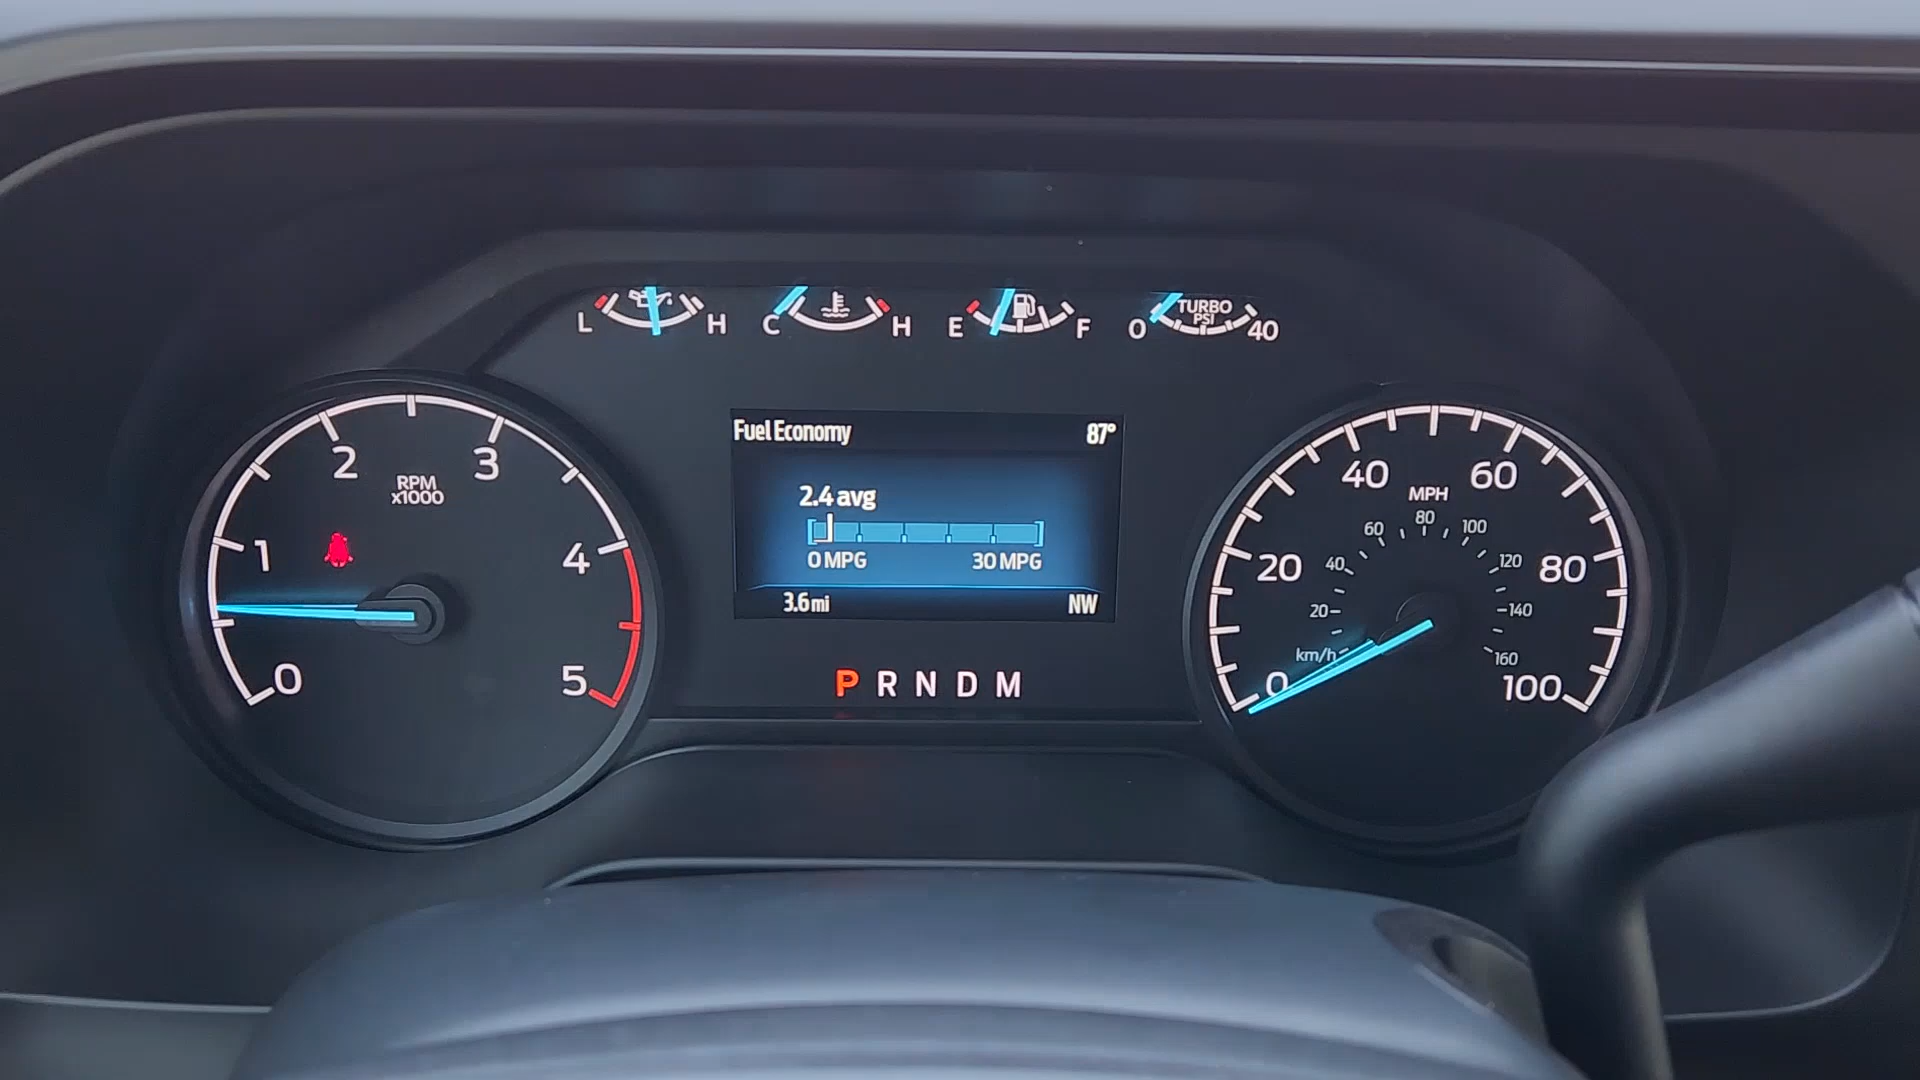 L H C H E F 0 TURBO PSI 40
Fuel Economy 87°
2.4 avg
0 MPG 30 MPG
3.6 mi NW
P R N D M
0 1 2 3 4 5
RPM
x1000
0 20 40 60 80 100
MPH
km/h 20 40 60 80 100 120 140 160